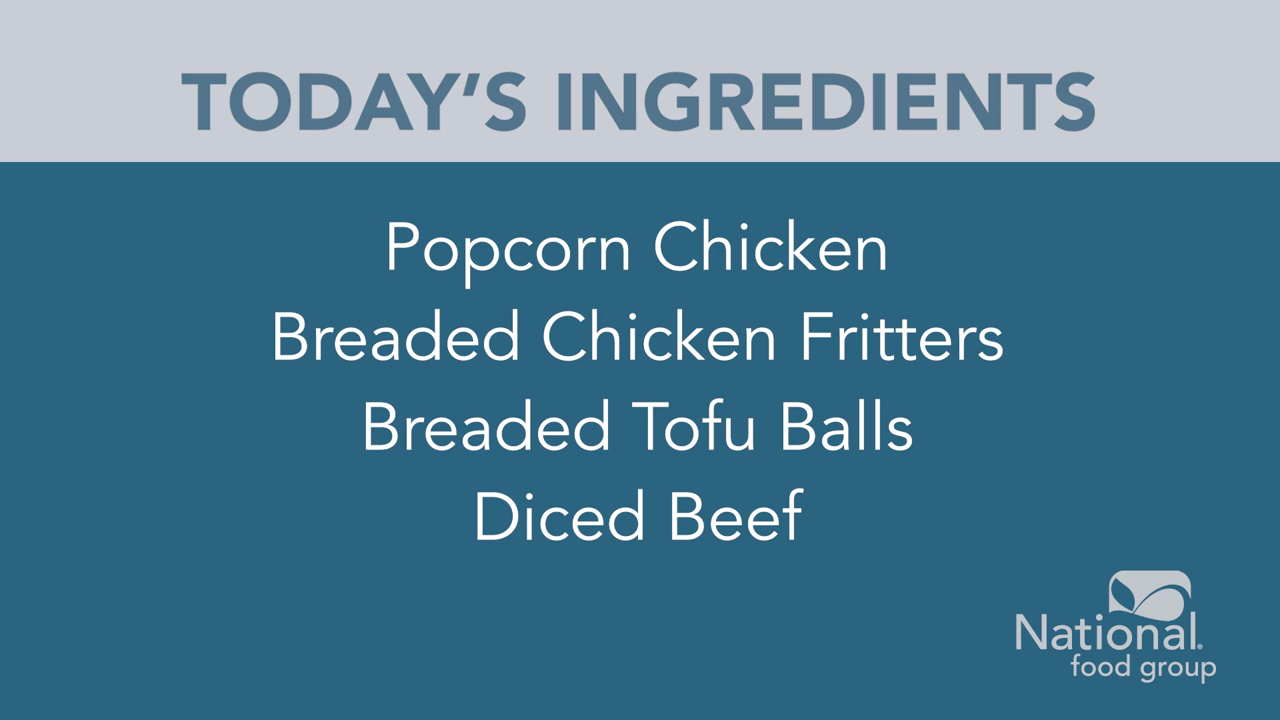 TODAY’S INGREDIENTS
Popcorn Chicken
Breaded Chicken Fritters
Breaded Tofu Balls
Diced Beef
National®
food group